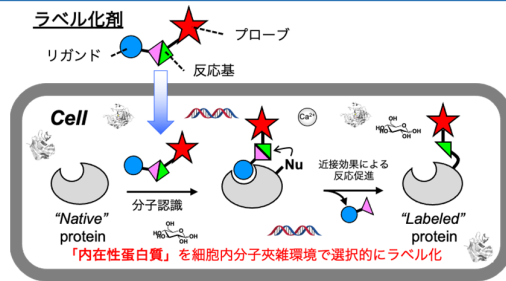 ラベル化剤
プローブ
リガンド
反応基
Cell
Ca2+
HO
OH
Nu
近接効果による
反応促進
分子認識
"Native"
protein
"Labeled"
protein
「内在性蛋白質」を細胞内分子夾雑環境で選択的にラベル化